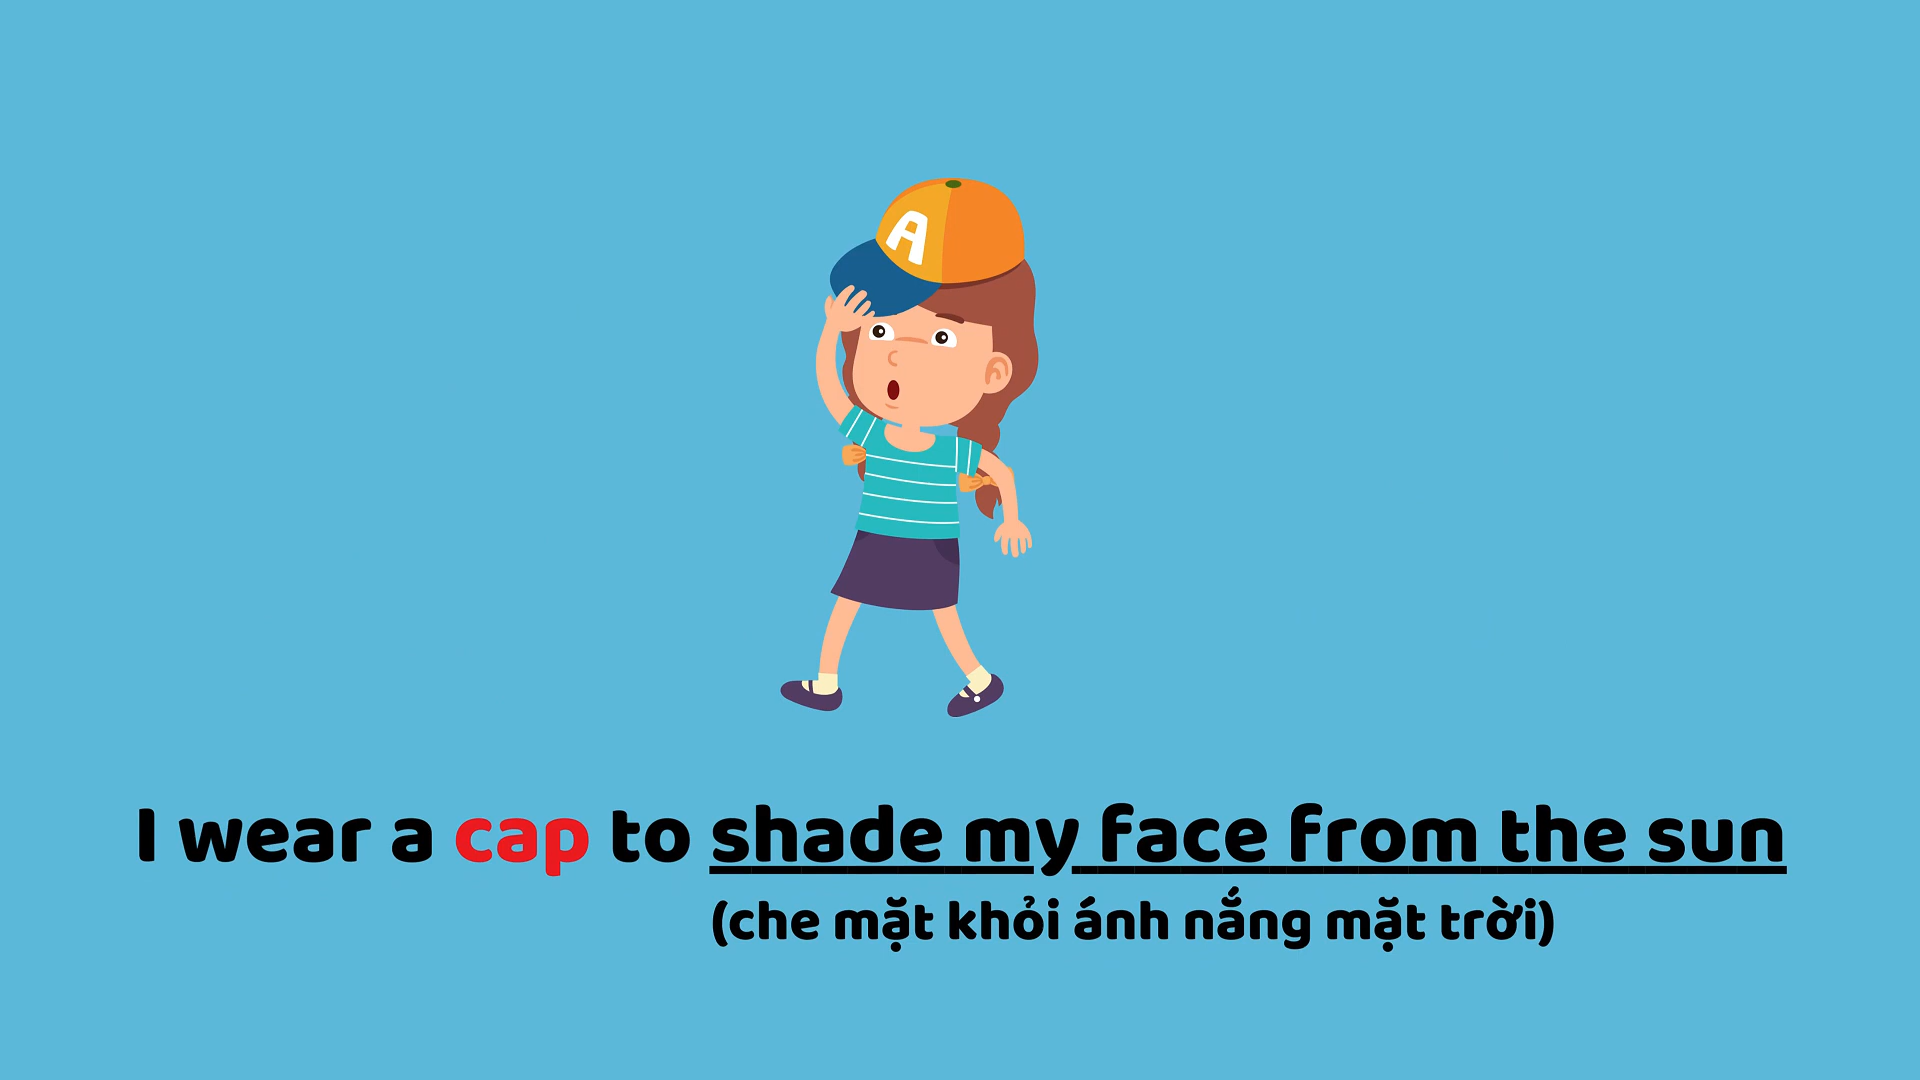 A
I wear a cap to shade my face from the sun
(che mặt khỏi ánh nắng mặt trời)